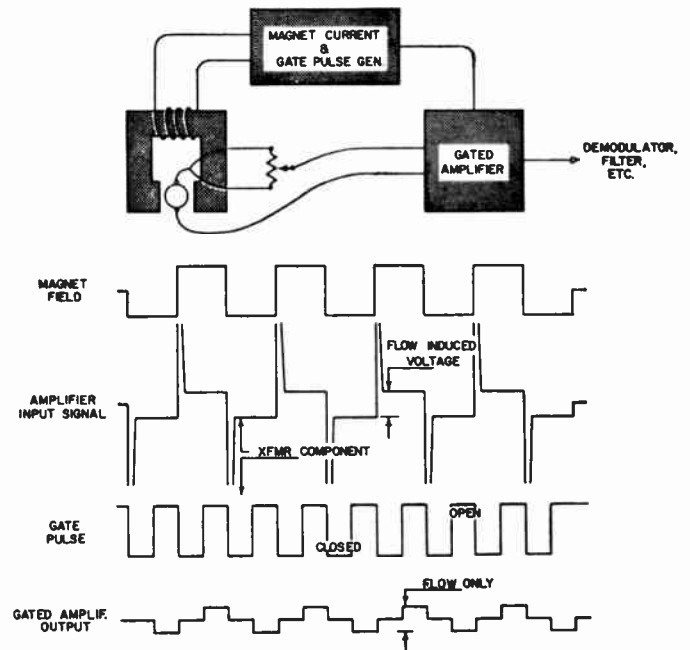 MAGNET CURRENT
&
GATE PULSE GEN.
GATED
AMPLIFIER
DEMODULATOR,
FILTER,
ETC.
MAGNET
FIELD
FLOW INDUCED
VOLTAGE
AMPLIFIER
INPUT SIGNAL
XFMR COMPONENT
GATE
PULSE
OPEN
CLOSED
FLOW ONLY
GATED AMPLIF.
OUTPUT